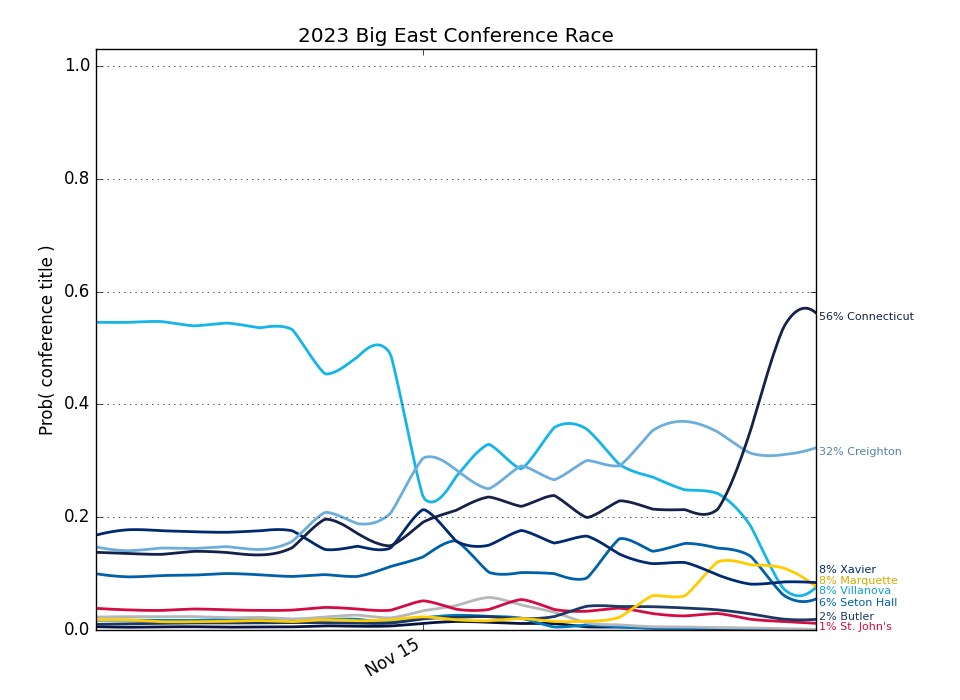 2023 Big East Conference Race
1.0
0.8
0.6
0.4
0.2
0.0
Prob( conference title )
Nov 15
56% Connecticut
32% Creighton
8% Xavier
8% Marquette
8% Villanova
6% Seton Hall
2% Butler
1% St. John's